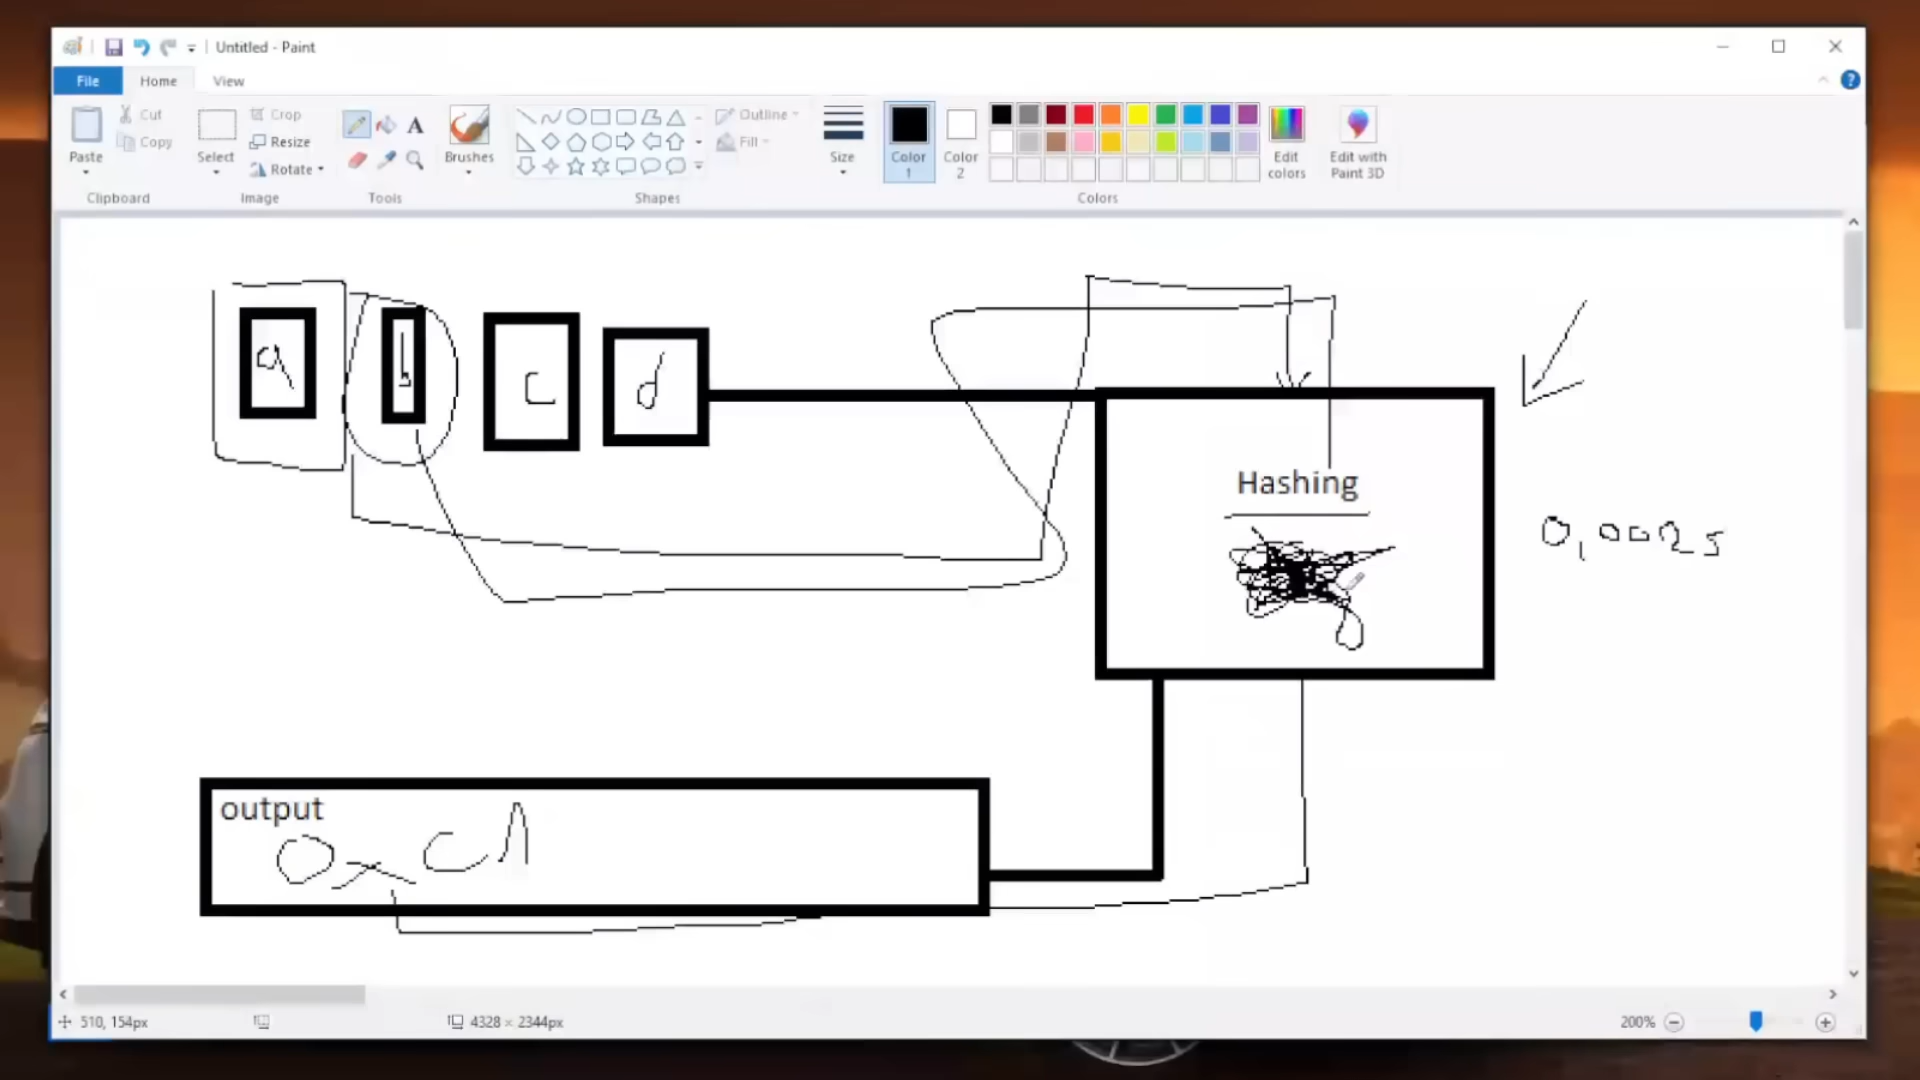 Untitled - Paint
File Home View
Cut
Copy
Paste
Clipboard
Crop
Resize
Rotate
Select
Image
A
Tools
Brushes
Outline
Fill
Shapes
Size
Color 1
Color 2
Edit colors
Colors
Edit with Paint 3D
a b c d
Hashing
0,002s
output
510, 154px
4328 × 2344px
200%